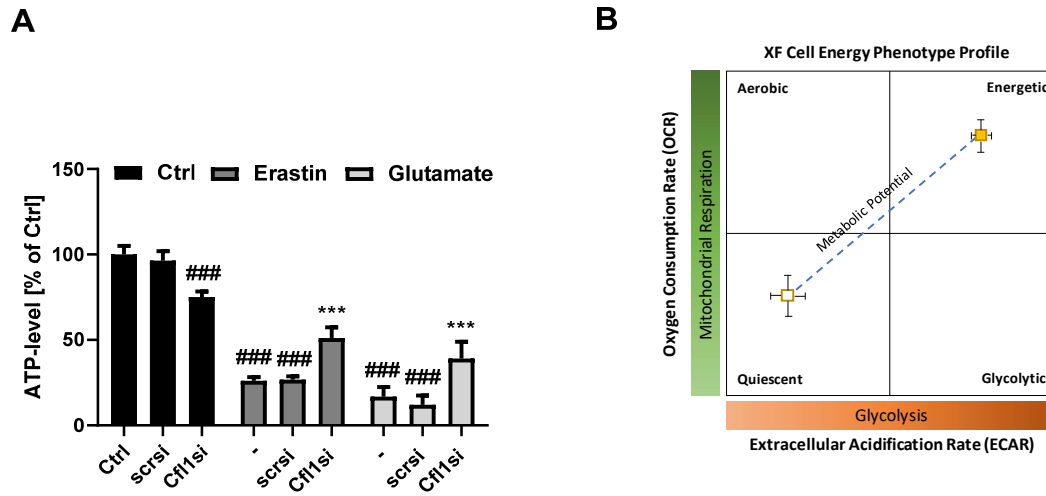 A
ATP-level [% of Ctrl]
150
100
50
0
Ctrl Erastin Glutamate
###
### ### ***
### ### ***
Ctrl scrsi Cfl1si - scrsi Cfl1si - scrsi Cfl1si
B
XF Cell Energy Phenotype Profile
Oxygen Consumption Rate (OCR)
Mitochondrial Respiration
Aerobic Energetic
Metabolic Potential
Quiescent Glycolytic
Glycolysis
Extracellular Acidification Rate (ECAR)